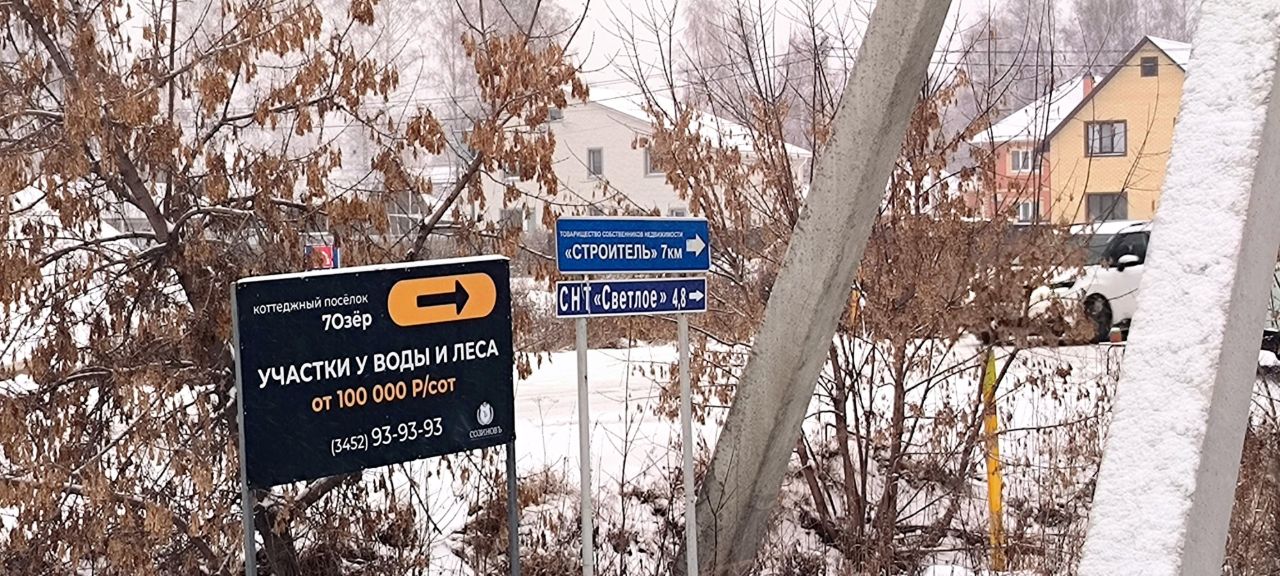 коттеджный посёлок
7Озёр
УЧАСТКИ У ВОДЫ И ЛЕСА
от 100 000 Р/сот
(3452) 93-93-93
СОЗИНОВЪ
ТОВАРИЩЕСТВО СОБСТВЕННИКОВ НЕДВИЖИМОСТИ
«СТРОИТЕЛЬ» 7КМ
СНТ «Светлое» 4,8